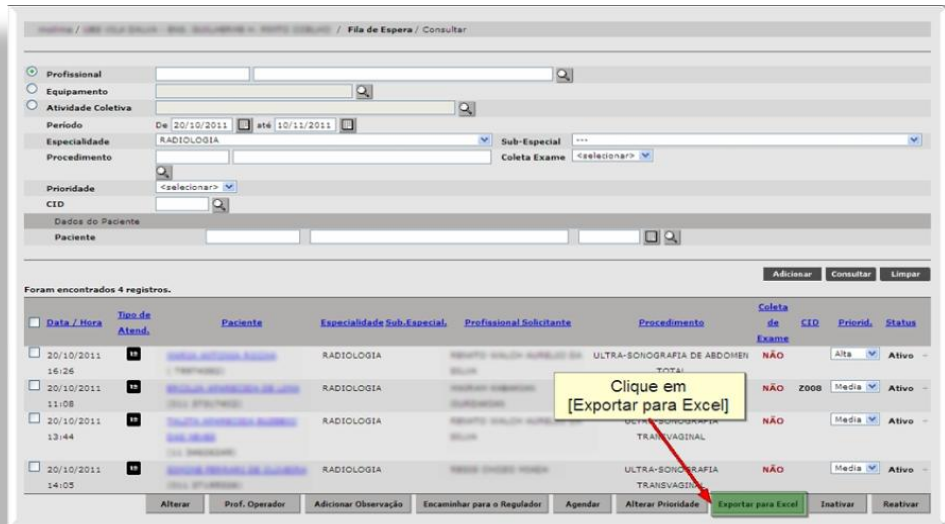 / Fila de Espera / Consultar
Profissional
Equipamento
Atividade Coletiva
Período De 20/10/2011 até 10/11/2011
Especialidade RADIOLOGIA Sub-Especial ---
Procedimento Coleta Exame <selecionar>
Prioridade <selecionar>
CID
Dados do Paciente
Paciente
Adicionar Consultar Limpar
Foram encontrados 4 registros.
Data / Hora Tipo de Atend. Paciente Especialidade Sub.Especial. Profissional Solicitante Procedimento Coleta de Exame CID Priorid. Status
20/10/2011 RADIOLOGIA ULTRA-SONOGRAFIA DE ABDOMEN NÃO Alta Ativo -
16:26 TOTAL
20/10/2011 RADIOLOGIA NÃO Z008 Media Ativo -
11:08
Clique em
[Exportar para Excel]
20/10/2011 RADIOLOGIA ULTRA-SONOGRAFIA NÃO Media Ativo -
13:44 TRANSVAGINAL
20/10/2011 RADIOLOGIA ULTRA-SONOGRAFIA NÃO Media Ativo -
14:05 TRANSVAGINAL
Alterar Prof. Operador Adicionar Observação Encaminhar para o Regulador Agendar Alterar Prioridade Exportar para Excel Inativar Reativar